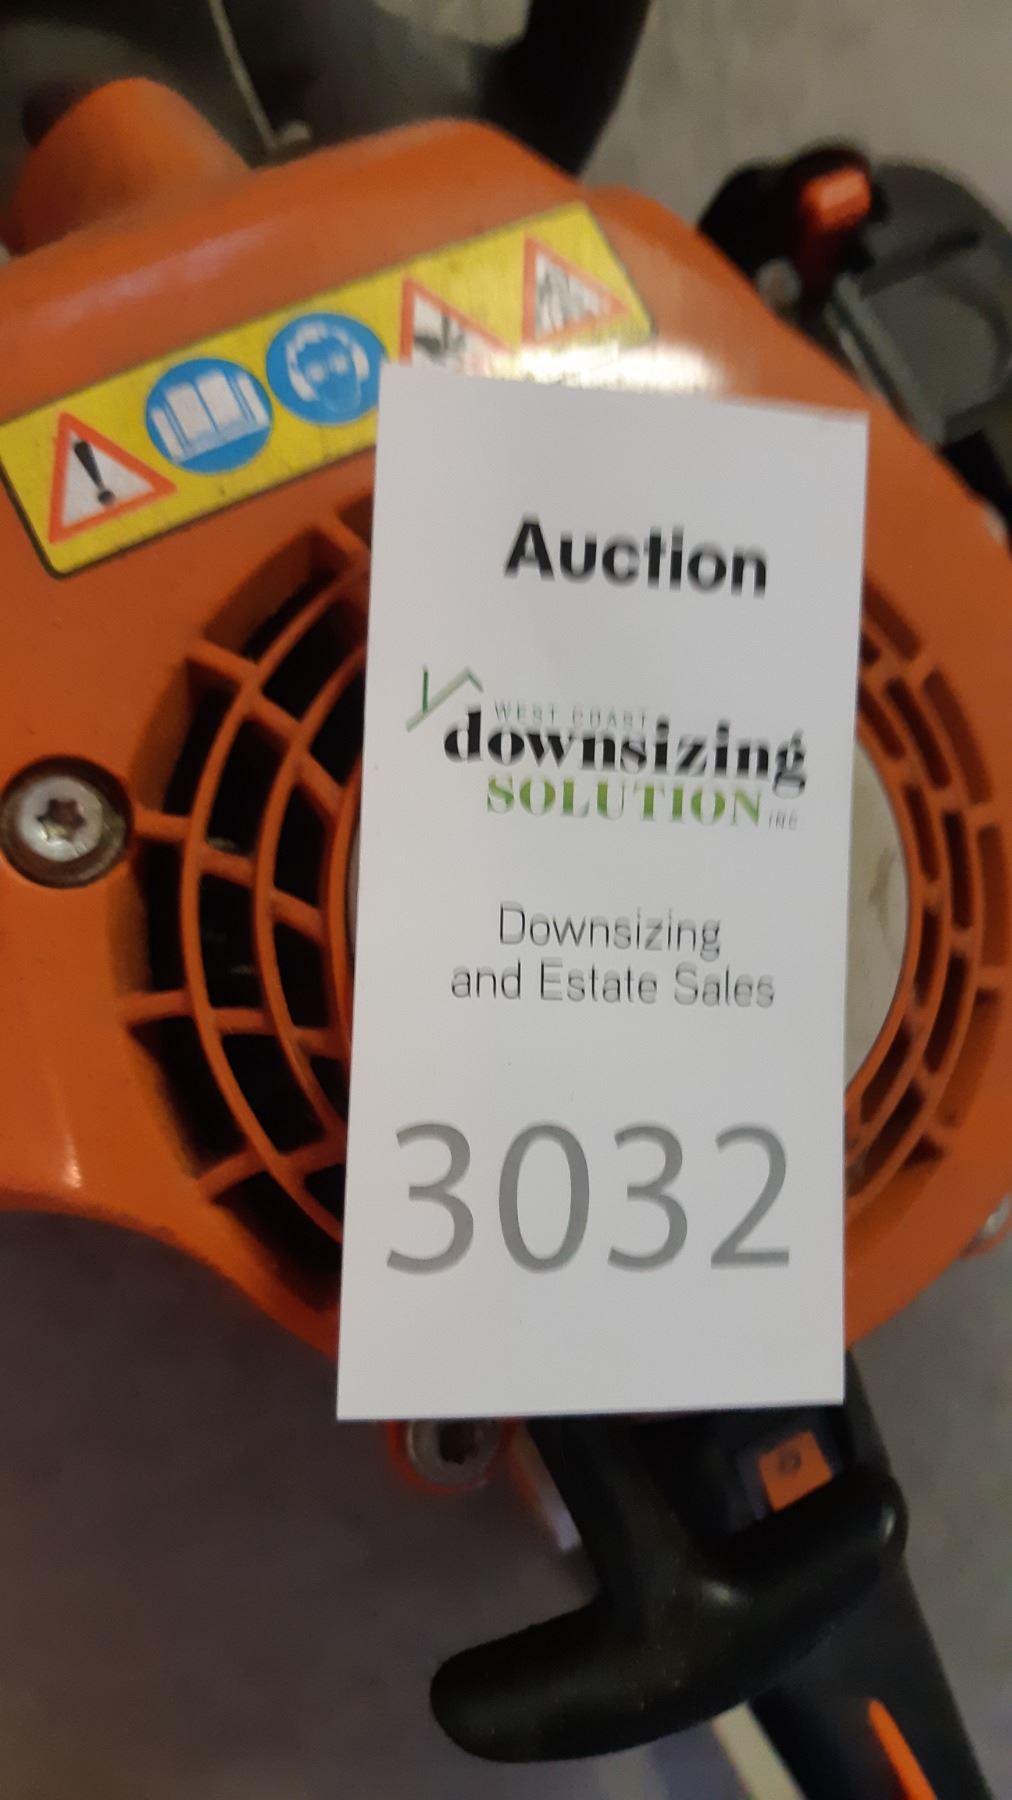 Auction
WEST COAST
downsizing
SOLUTION INC
Downsizing
and Estate Sales
3032